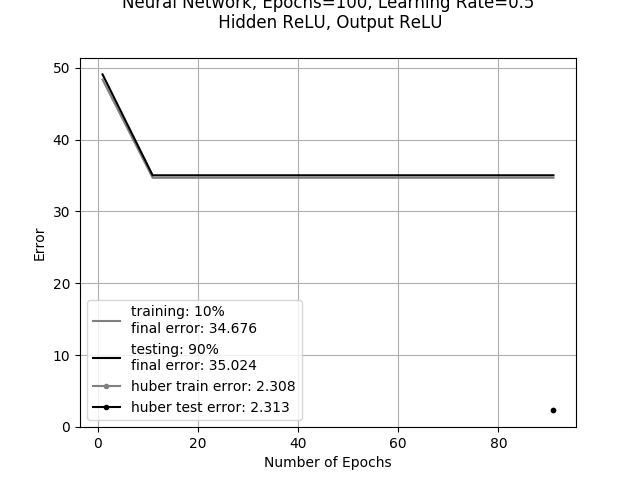 Neural Network, Epochs=100, Learning Rate=0.5
Hidden ReLU, Output ReLU
50
40
30
20
10
0
Error
training: 10%
final error: 34.676
testing: 90%
final error: 35.024
huber train error: 2.308
huber test error: 2.313
0 20 40 60 80
Number of Epochs